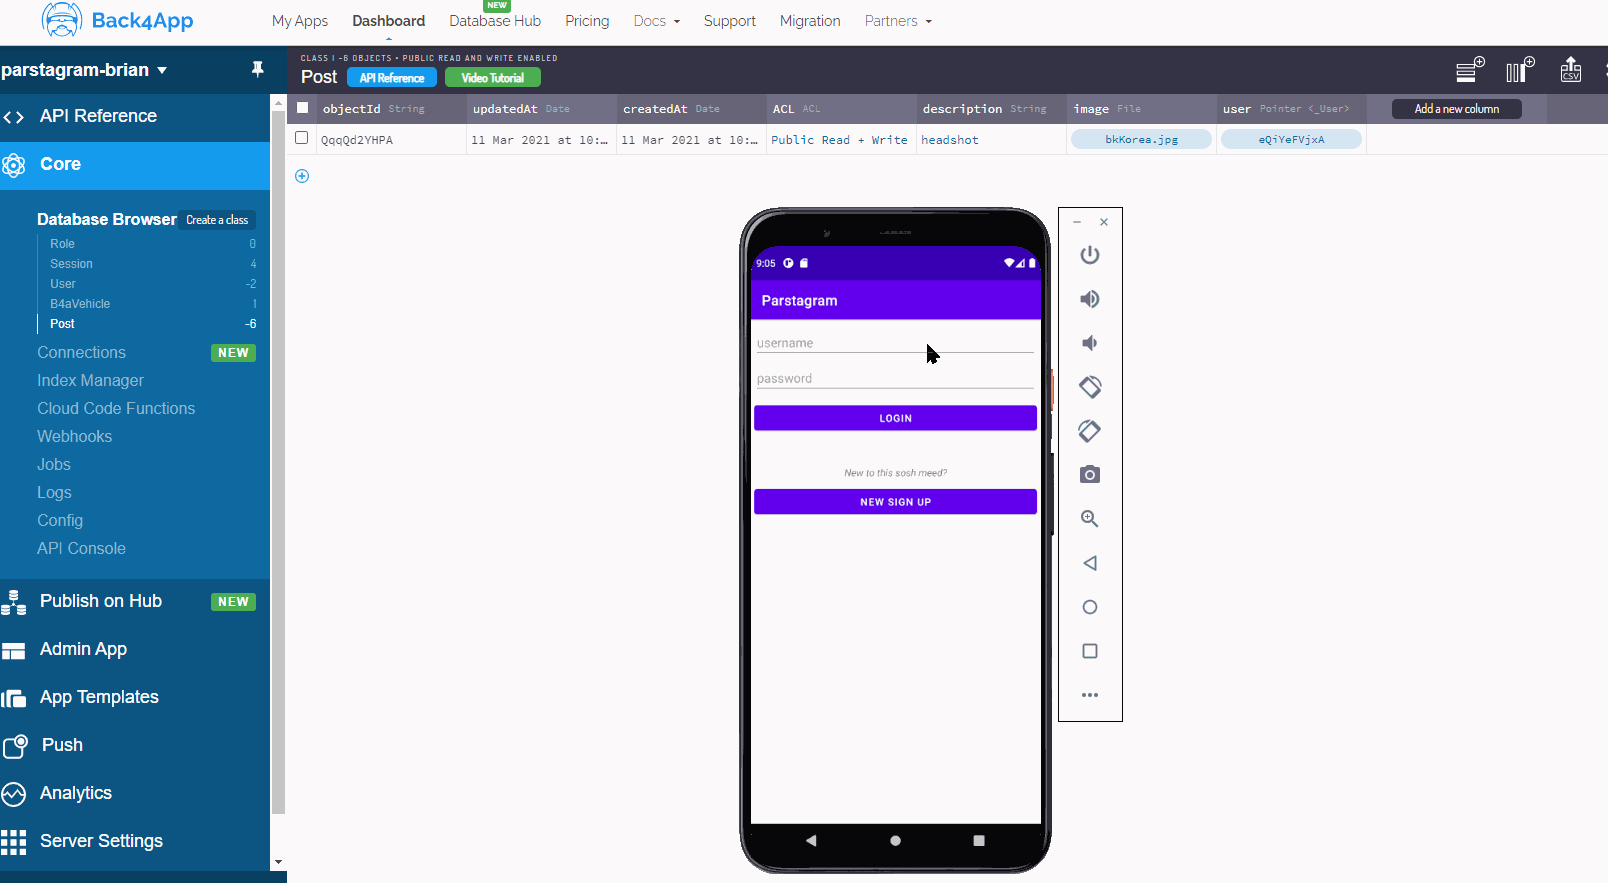 Back4App
My Apps
Dashboard
NEW
Database Hub
Pricing
Docs
Support
Migration
Partners
parstagram-brian
API Reference
Core
Database Browser
Create a class
Role 0
Session 4
User -2
B4aVehicle 1
Post -6
Connections NEW
Index Manager
Cloud Code Functions
Webhooks
Jobs
Logs
Config
API Console
Publish on Hub NEW
Admin App
App Templates
Push
Analytics
Server Settings
CLASS | -6 OBJECTS • PUBLIC READ AND WRITE ENABLED
Post API Reference Video Tutorial
CSV
objectId String updatedAt Date createdAt Date ACL ACL description String image File user Pointer <_User> Add a new column
QqqQd2YHPA 11 Mar 2021 at 10:… 11 Mar 2021 at 10:… Public Read + Write headshot bkKorea.jpg eQiYeFVjxA
9:05
Parstagram
username
password
LOGIN
New to this sosh meed?
NEW SIGN UP